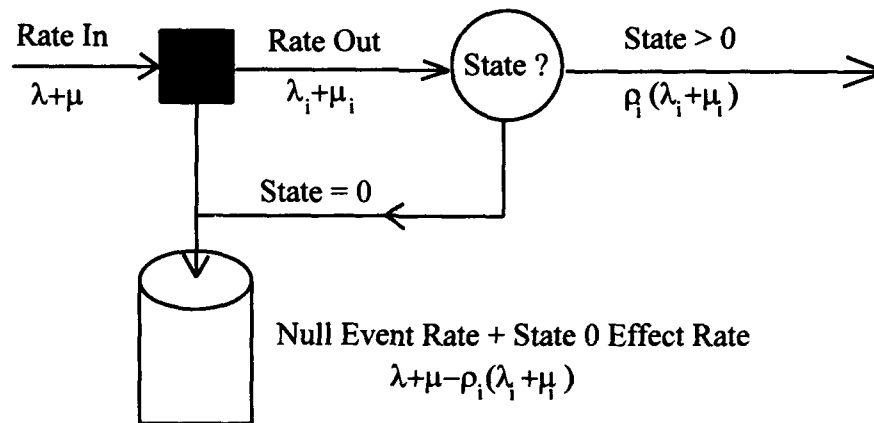 Rate In
λ+μ
Rate Out
λᵢ+μᵢ
State ?
State > 0
ρᵢ(λᵢ+μᵢ)
State = 0
Null Event Rate + State 0 Effect Rate
λ+μ−ρᵢ(λᵢ+μᵢ)